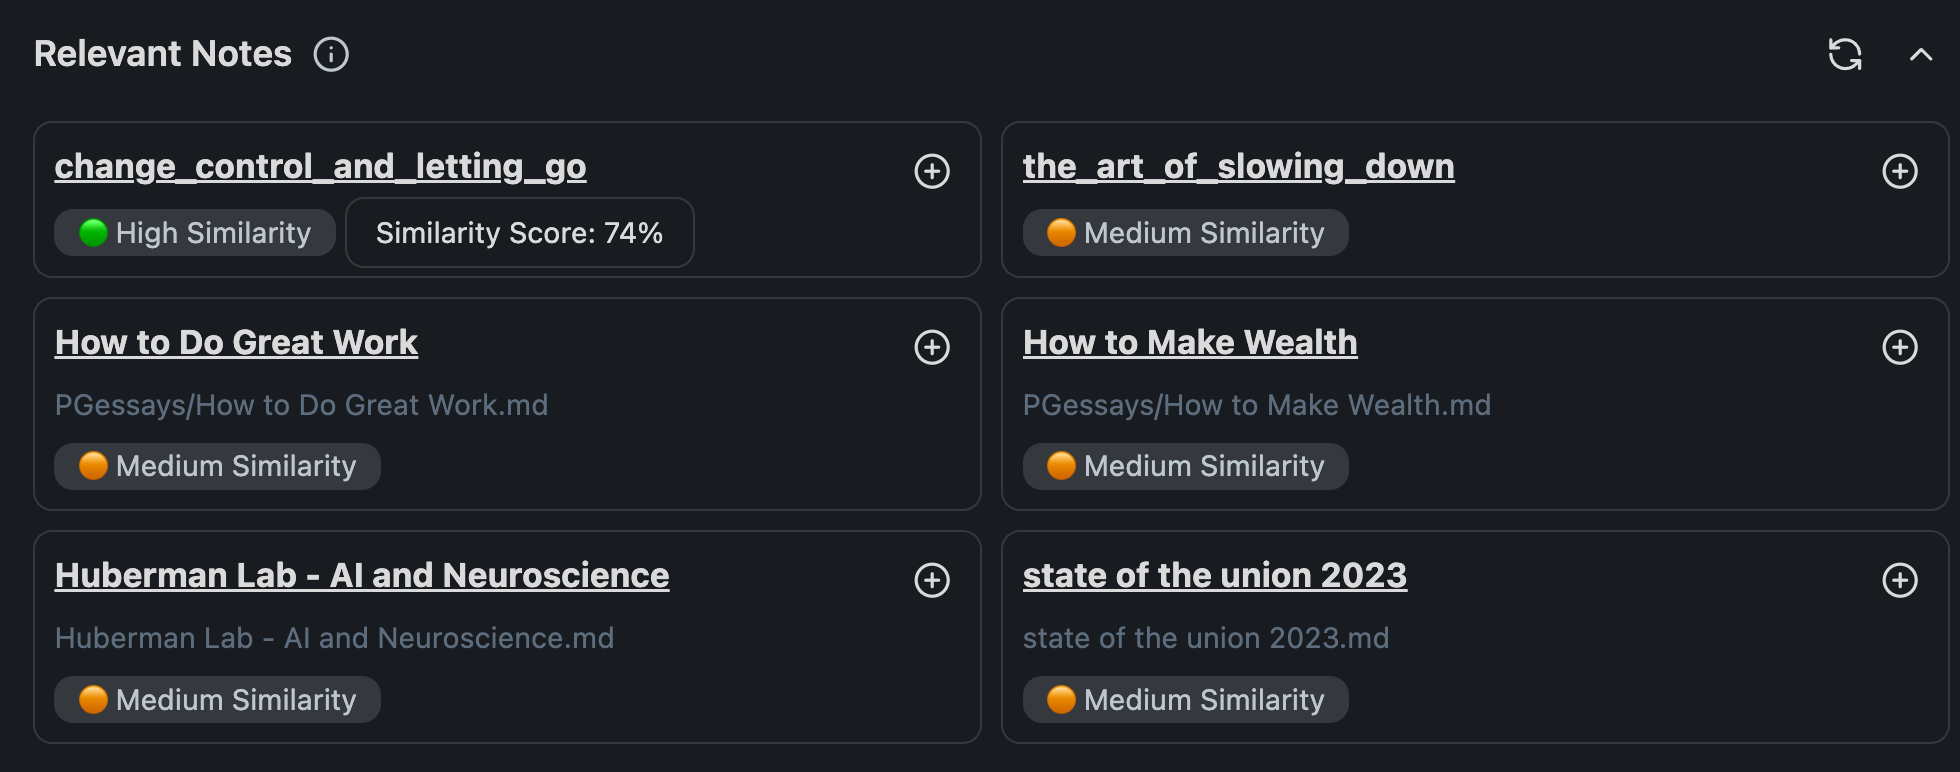 Relevant Notes
change_control_and_letting_go
High Similarity
Similarity Score: 74%
the_art_of_slowing_down
Medium Similarity
How to Do Great Work
PGessays/How to Do Great Work.md
Medium Similarity
How to Make Wealth
PGessays/How to Make Wealth.md
Medium Similarity
Huberman Lab - AI and Neuroscience
Huberman Lab - AI and Neuroscience.md
Medium Similarity
state of the union 2023
state of the union 2023.md
Medium Similarity